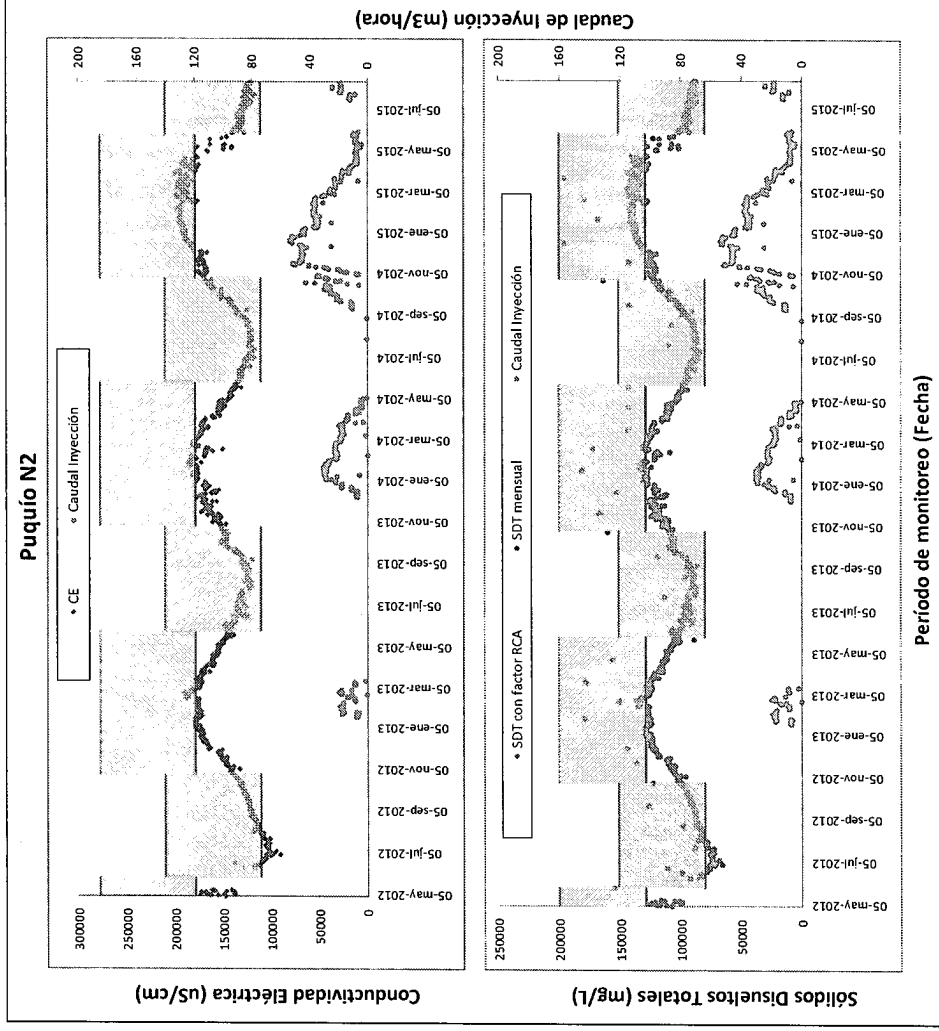 Puquío N2
Conductividad Eléctrica (uS/cm)
300000
250000
200000
150000
100000
50000
0
CE
Caudal Inyección
200
160
120
80
40
0
05-may-2012
05-jul-2012
05-sep-2012
05-nov-2012
05-ene-2013
05-mar-2013
05-may-2013
05-jul-2013
05-sep-2013
05-nov-2013
05-ene-2014
05-mar-2014
05-may-2014
05-jul-2014
05-sep-2014
05-nov-2014
05-ene-2015
05-mar-2015
05-may-2015
05-jul-2015
Caudal de Inyección (m3/hora)
Sólidos Disueltos Totales (mg/L)
250000
200000
150000
100000
50000
0
SDT con factor RCA
SDT mensual
Caudal Inyección
200
160
120
80
40
0
05-may-2012
05-jul-2012
05-sep-2012
05-nov-2012
05-ene-2013
05-mar-2013
05-may-2013
05-jul-2013
05-sep-2013
05-nov-2013
05-ene-2014
05-mar-2014
05-may-2014
05-jul-2014
05-sep-2014
05-nov-2014
05-ene-2015
05-mar-2015
05-may-2015
05-jul-2015
Período de monitoreo (Fecha)